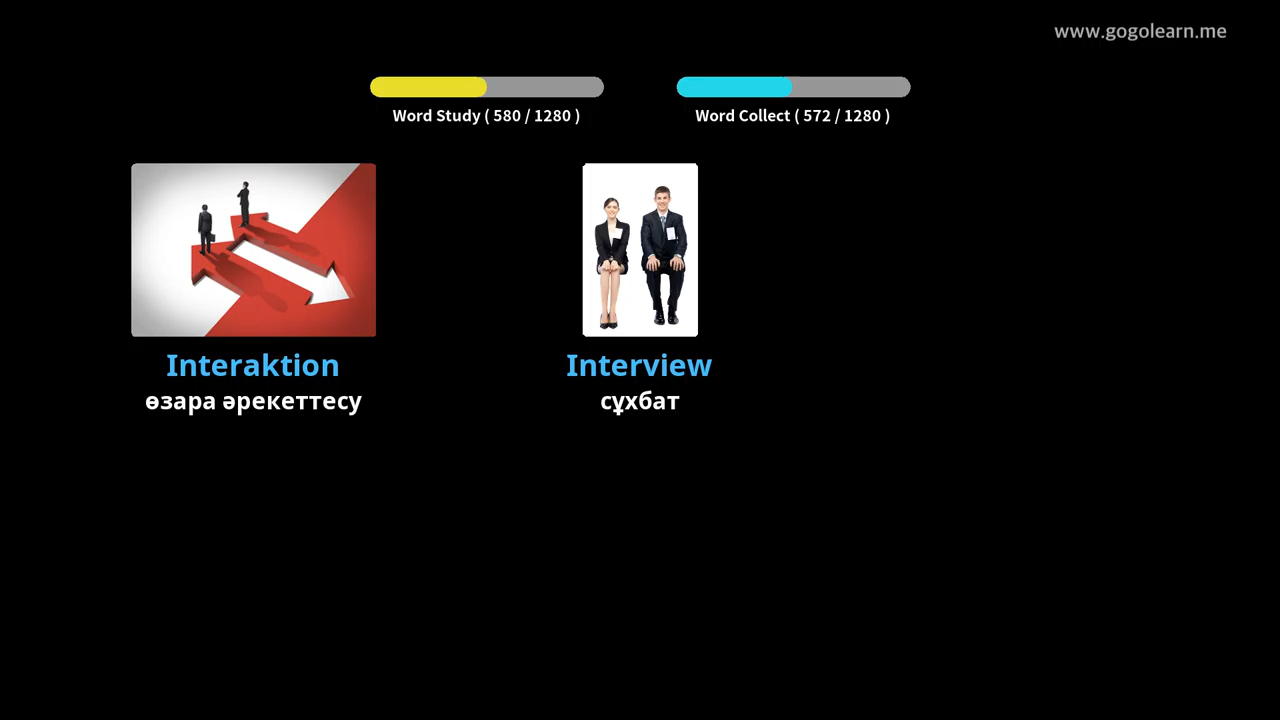 www.gogolearn.me
Word Study ( 580 / 1280 )
Word Collect ( 572 / 1280 )
Interaktion
өзара әрекеттесу
Interview
сұхбат